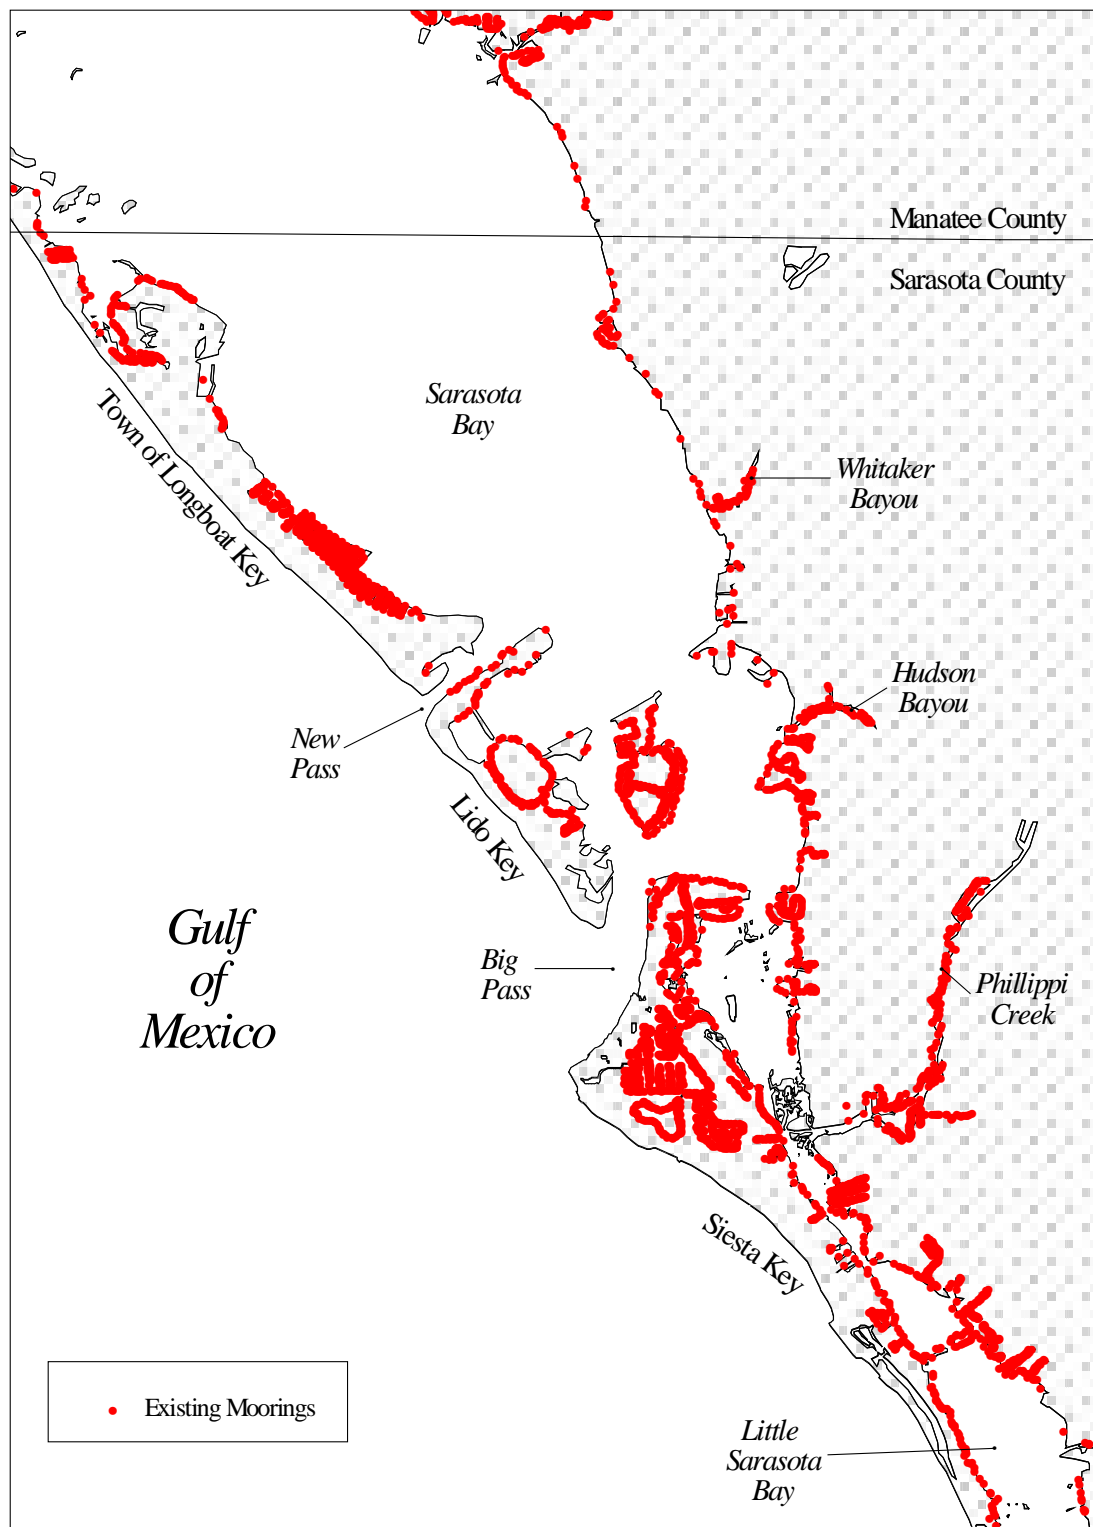 Manatee County
Sarasota County
Sarasota
Bay
Town of Longboat Key
Whitaker
Bayou
Hudson
Bayou
New
Pass
Lido Key
Gulf
of
Mexico
Big
Pass
Phillippi
Creek
Siesta Key
Existing Moorings
Little
Sarasota
Bay